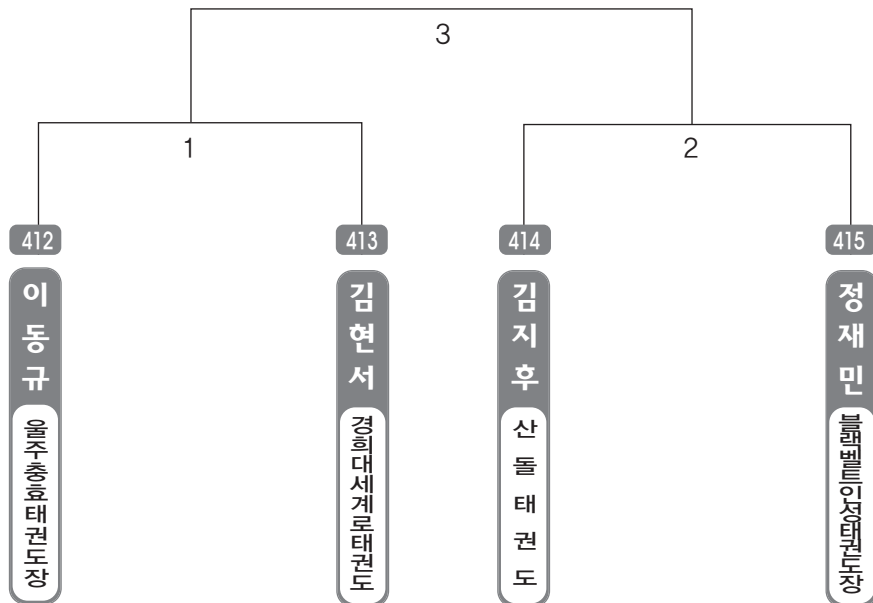 3
1
2
412
413
414
415
이동규
김현서
김지후
정재민
울주충효태권도장
경희대세계로태권도
산돌태권도
블랙벨트인성태권도장